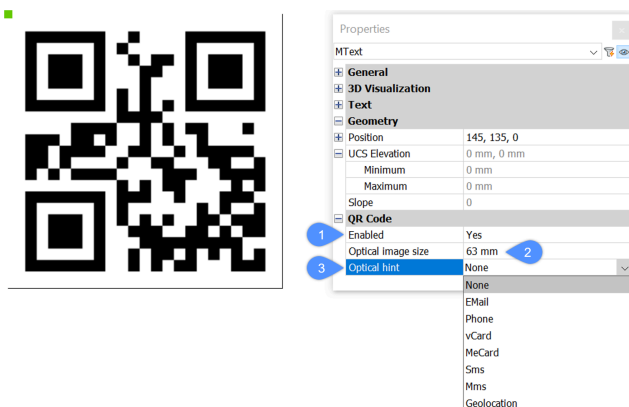 Properties
x
MText
General
3D Visualization
Text
Geometry
Position 145, 135, 0
UCS Elevation 0 mm, 0 mm
Minimum 0 mm
Maximum 0 mm
Slope 0
QR Code
1 Enabled Yes
Optical image size 63 mm 2
3 Optical hint None
None
EMail
Phone
vCard
MeCard
Sms
Mms
Geolocation